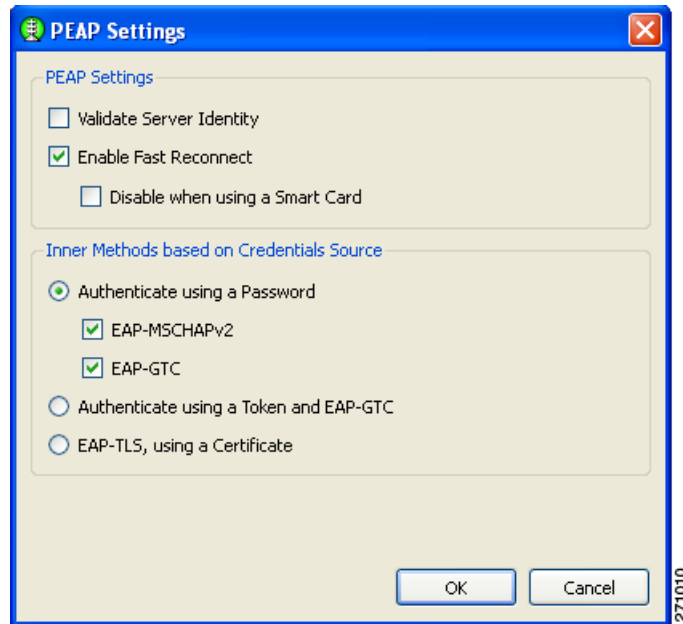 PEAP Settings
PEAP Settings
Validate Server Identity
Enable Fast Reconnect
Disable when using a Smart Card
Inner Methods based on Credentials Source
Authenticate using a Password
EAP-MSCHAPv2
EAP-GTC
Authenticate using a Token and EAP-GTC
EAP-TLS, using a Certificate
OK
Cancel
271010